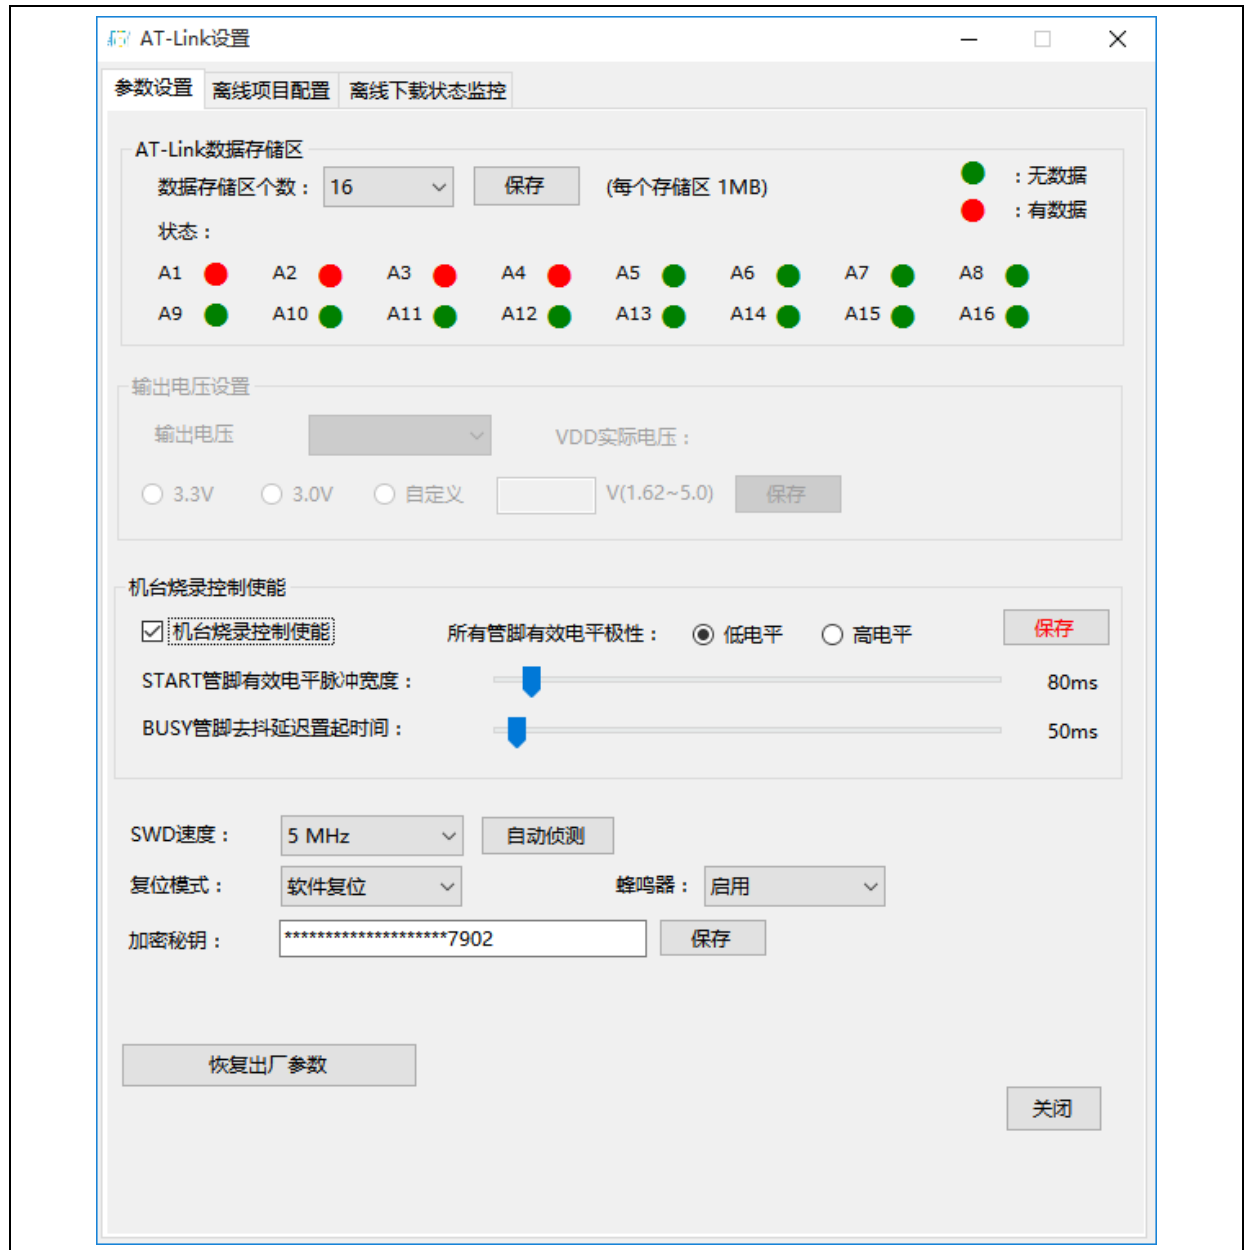 AT-Link设置
参数设置 离线项目配置 离线下载状态监控
AT-Link数据存储区
数据存储区个数： 16 保存 (每个存储区 1MB) ：无数据
：有数据
状态：
A1 A2 A3 A4 A5 A6 A7 A8
A9 A10 A11 A12 A13 A14 A15 A16
输出电压设置
输出电压 VDD实际电压：
3.3V 3.0V 自定义 V(1.62~5.0) 保存
机台烧录控制使能
机台烧录控制使能 所有管脚有效电平极性： 低电平 高电平 保存
START管脚有效电平脉冲宽度： 80ms
BUSY管脚去抖延迟置起时间： 50ms
SWD速度： 5 MHz 自动侦测
复位模式： 软件复位 蜂鸣器： 启用
加密秘钥： ********************7902 保存
恢复出厂参数
关闭